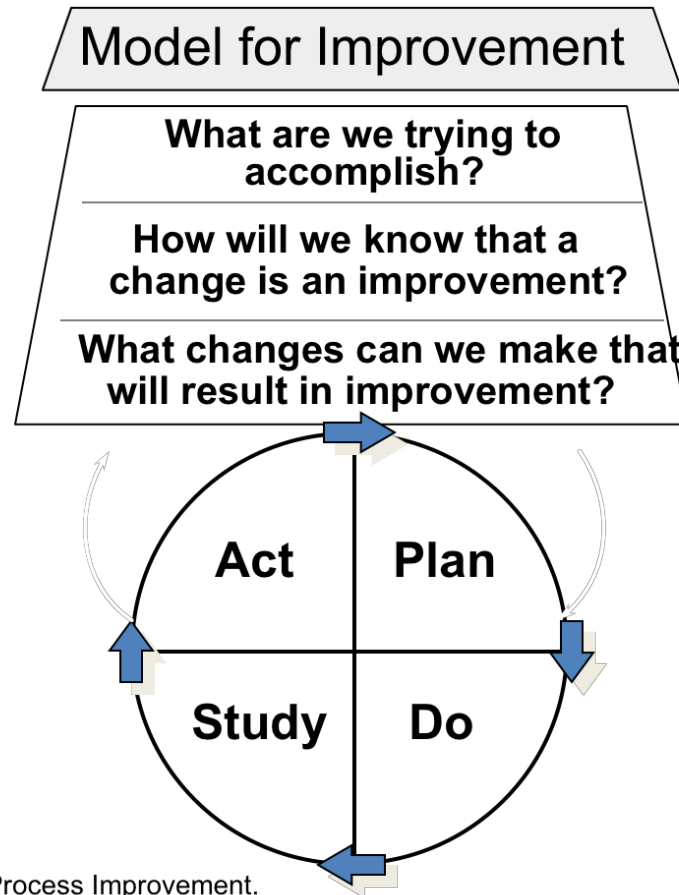 Model for Improvement
What are we trying to
accomplish?
How will we know that a
change is an improvement?
What changes can we make that
will result in improvement?
Act
Plan
Study
Do
Process Improvement.